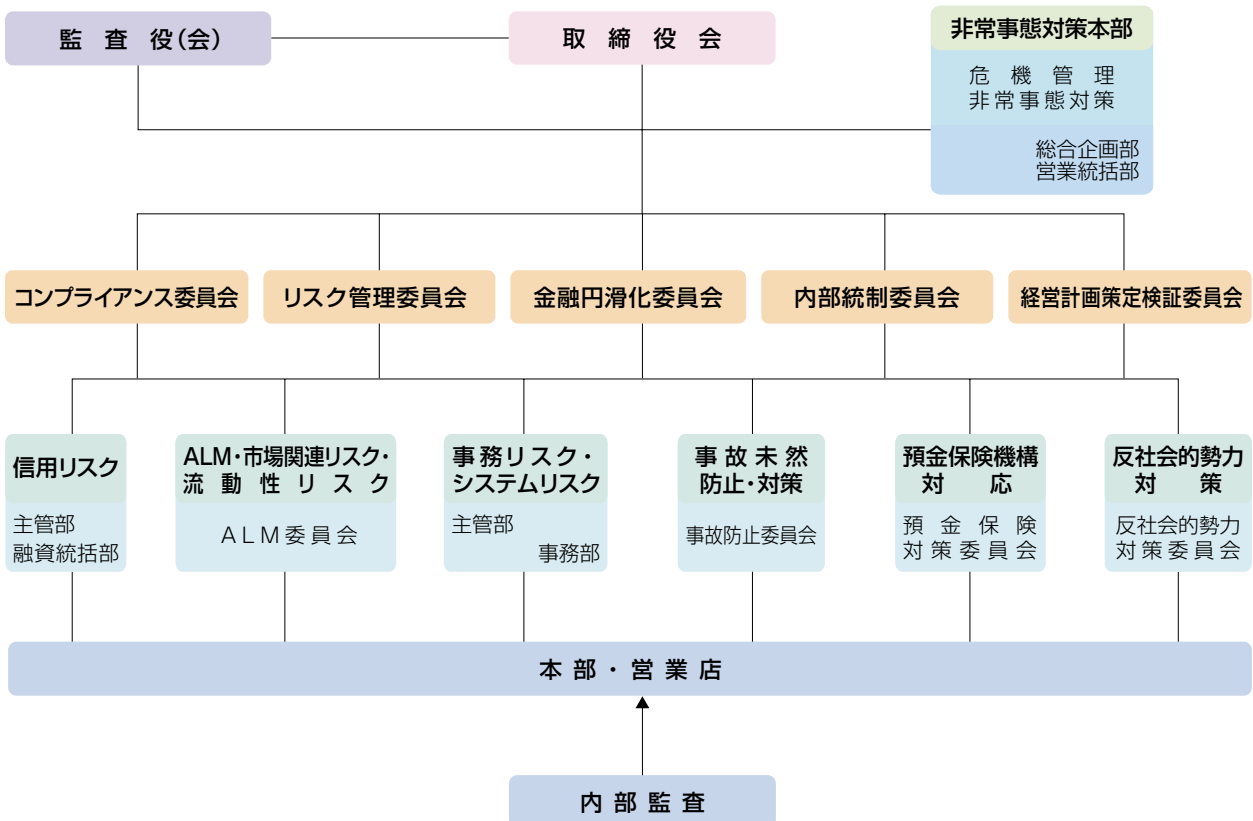 監査役(会)
取締役会
非常事態対策本部
危機管理
非常事態対策
総合企画部
営業統括部
コンプライアンス委員会
リスク管理委員会
金融円滑化委員会
内部統制委員会
経営計画策定検証委員会
信用リスク
主管部
融資統括部
ALM・市場関連リスク・
流動性リスク
ALM委員会
事務リスク・
システムリスク
主管部
事務部
事故未然
防止・対策
事故防止委員会
預金保険機構
対応
預金保険
対策委員会
反社会的勢力
対策
反社会的勢力
対策委員会
本部・営業店
内部監査